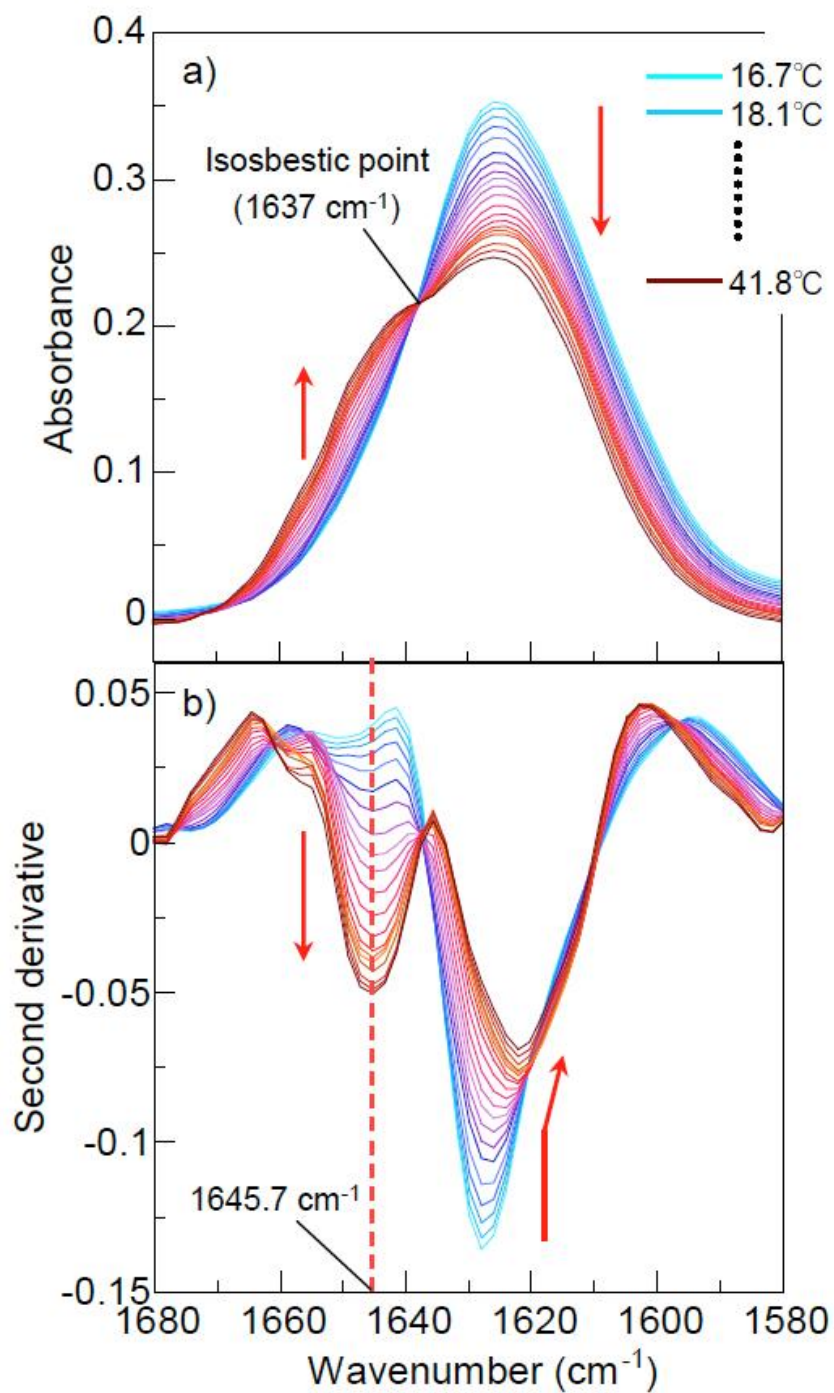 0.4
a)
16.7℃
18.1℃
Isosbestic point
(1637 cm⁻¹)
0.3
41.8℃
0.2
Absorbance
0.1
0
0.05
b)
0
Second derivative
-0.05
-0.1
1645.7 cm⁻¹
-0.15
1680 1660 1640 1620 1600 1580
Wavenumber (cm⁻¹)